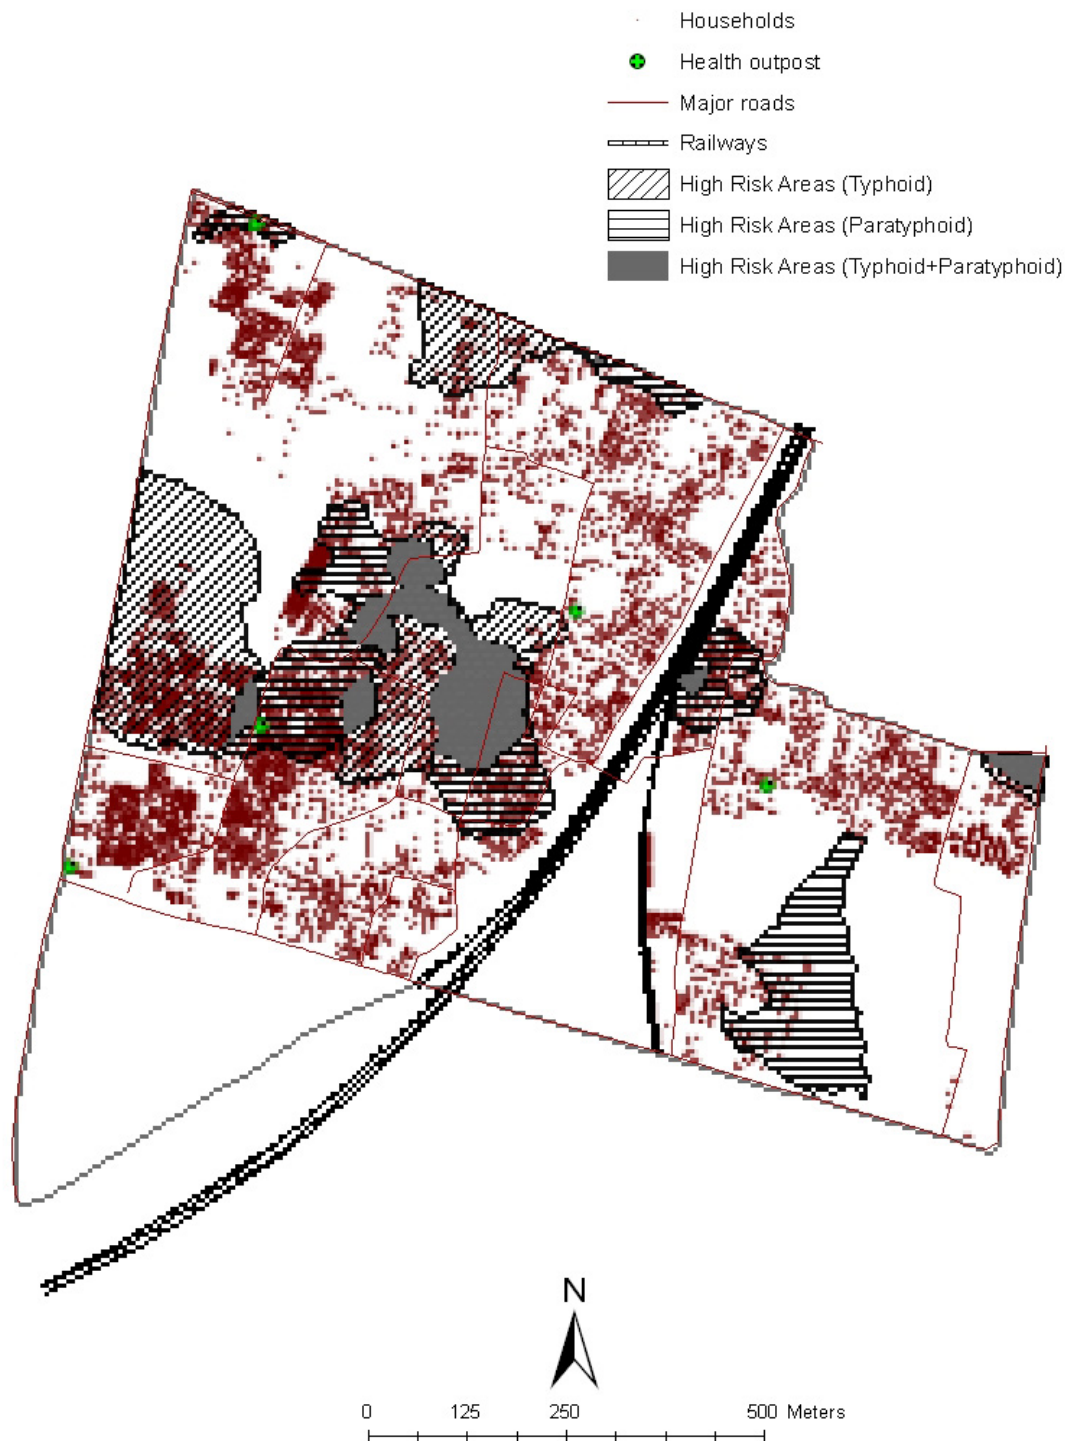 Households
Health outpost
Major roads
Railways
High Risk Areas (Typhoid)
High Risk Areas (Paratyphoid)
High Risk Areas (Typhoid+Paratyphoid)
N
0 125 250 500 Meters